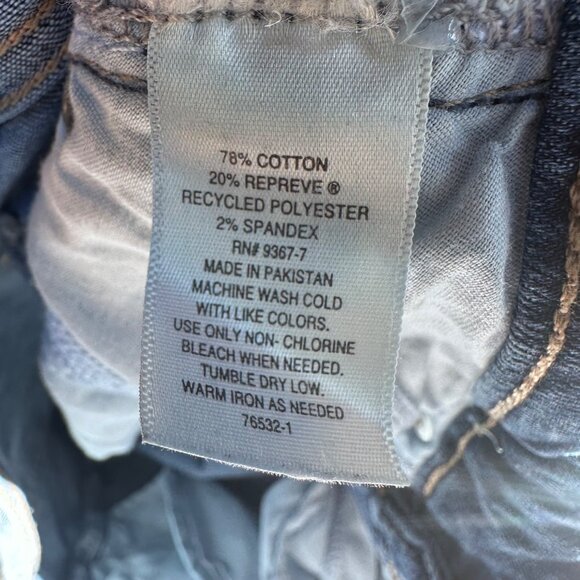 78% COTTON
20% REPREVE ®
RECYCLED POLYESTER
2% SPANDEX
RN# 9367-7
MADE IN PAKISTAN
MACHINE WASH COLD
WITH LIKE COLORS.
USE ONLY NON- CHLORINE
BLEACH WHEN NEEDED.
TUMBLE DRY LOW.
WARM IRON AS NEEDED
76532-1